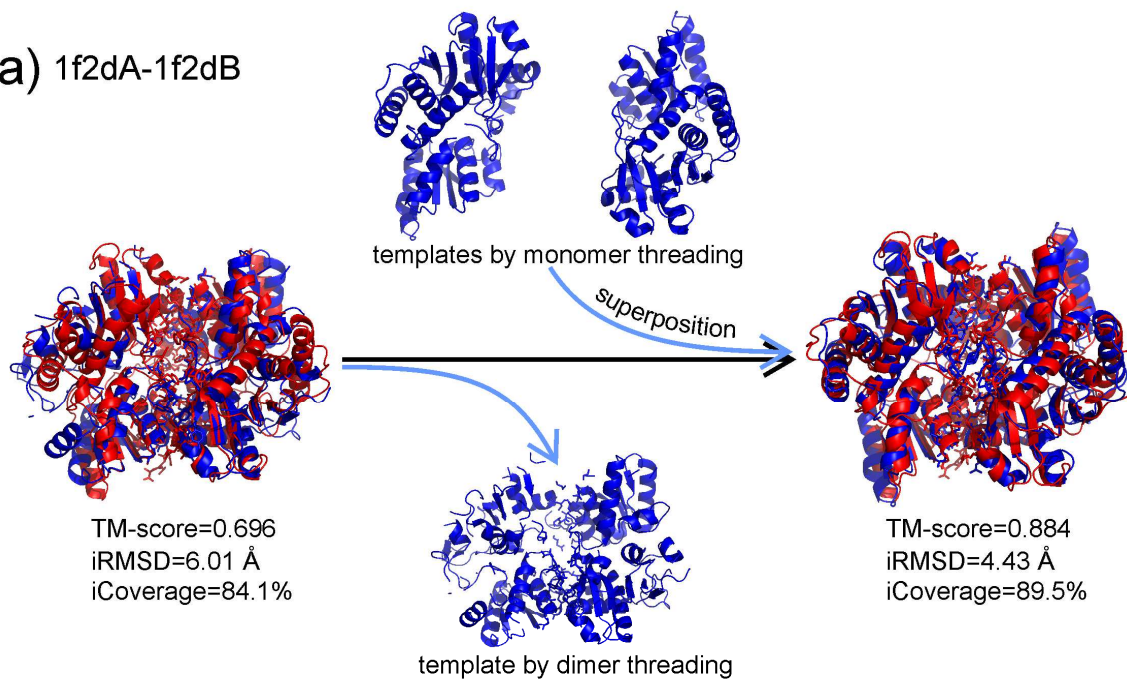 a) 1f2dA-1f2dB
templates by monomer threading
superposition
TM-score=0.696
iRMSD=6.01 Å
iCoverage=84.1%
TM-score=0.884
iRMSD=4.43 Å
iCoverage=89.5%
template by dimer threading